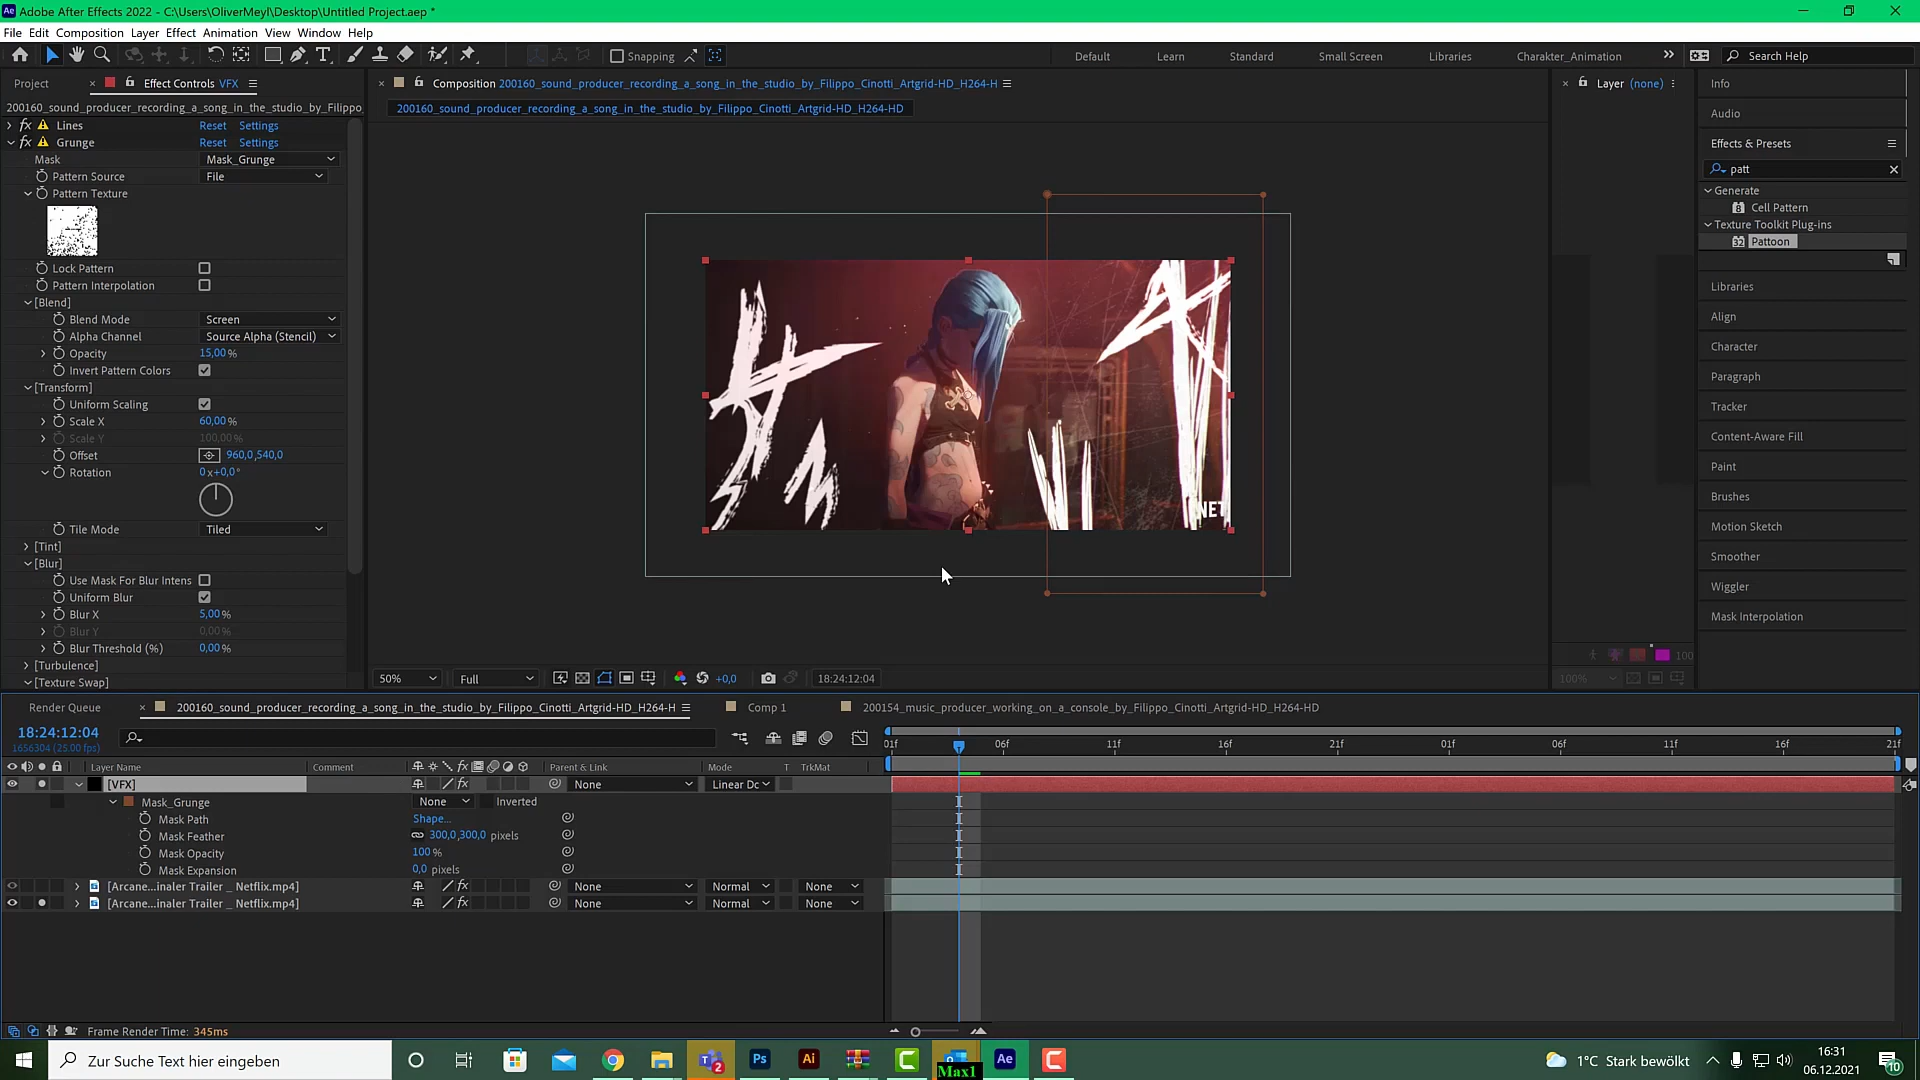 Adobe After Effects 2022 - C:\Users\OliverMeyl\Desktop\Untitled Project.aep *
File Edit Composition Layer Effect Animation View Window Help
Snapping
Default Learn Standard Small Screen Libraries Charakter_Animation Search Help
Project Effect Controls VFX
200160_sound_producer_recording_a_song_in_the_studio_by_Filippo
Lines Reset Settings
Grunge Reset Settings
Mask Mask_Grunge
Pattern Source File
Pattern Texture
Lock Pattern
Pattern Interpolation
[Blend]
Blend Mode Screen
Alpha Channel Source Alpha (Stencil)
Opacity 15,00 %
Invert Pattern Colors
[Transform]
Uniform Scaling
Scale X 60,00 %
Scale Y 100,00 %
Offset 960,0,540,0
Rotation 0x+0,0°
Tile Mode Tiled
[Tint]
[Blur]
Use Mask For Blur Intens
Uniform Blur
Blur X 5,00 %
Blur Y 0,00 %
Blur Threshold (%) 0,00 %
[Turbulence]
[Texture Swap]
Composition 200160_sound_producer_recording_a_song_in_the_studio_by_Filippo_Cinotti_Artgrid-HD_H264-H
200160_sound_producer_recording_a_song_in_the_studio_by_Filippo_Cinotti_Artgrid-HD_H264-HD
NET
50% Full +0,0 18:24:12:04
Layer (none)
100
100%
Info
Audio
Effects & Presets
patt
Generate
Cell Pattern
Texture Toolkit Plug-ins
Pattoon
Libraries
Align
Character
Paragraph
Tracker
Content-Aware Fill
Paint
Brushes
Motion Sketch
Smoother
Wiggler
Mask Interpolation
Render Queue 200160_sound_producer_recording_a_song_in_the_studio_by_Filippo_Cinotti_Artgrid-HD_H264-H Comp 1 200154_music_producer_working_on_a_console_by_Filippo_Cinotti_Artgrid-HD_H264-HD
18:24:12:04
1656304 (25.00 fps)
01f 06f 11f 16f 21f 01f 06f 11f 16f 21f
Layer Name Comment Parent & Link Mode T TrkMat
[VFX] None Linear Dc
Mask_Grunge None Inverted
Mask Path Shape...
Mask Feather 300,0,300,0 pixels
Mask Opacity 100 %
Mask Expansion 0,0 pixels
[Arcane...inaler Trailer _ Netflix.mp4] None Normal None
[Arcane...inaler Trailer _ Netflix.mp4] None Normal None
Frame Render Time: 345ms
Zur Suche Text hier eingeben
2
Ps
Ai
Max1
Ae
1°C Stark bewölkt
16:31
06.12.2021
10